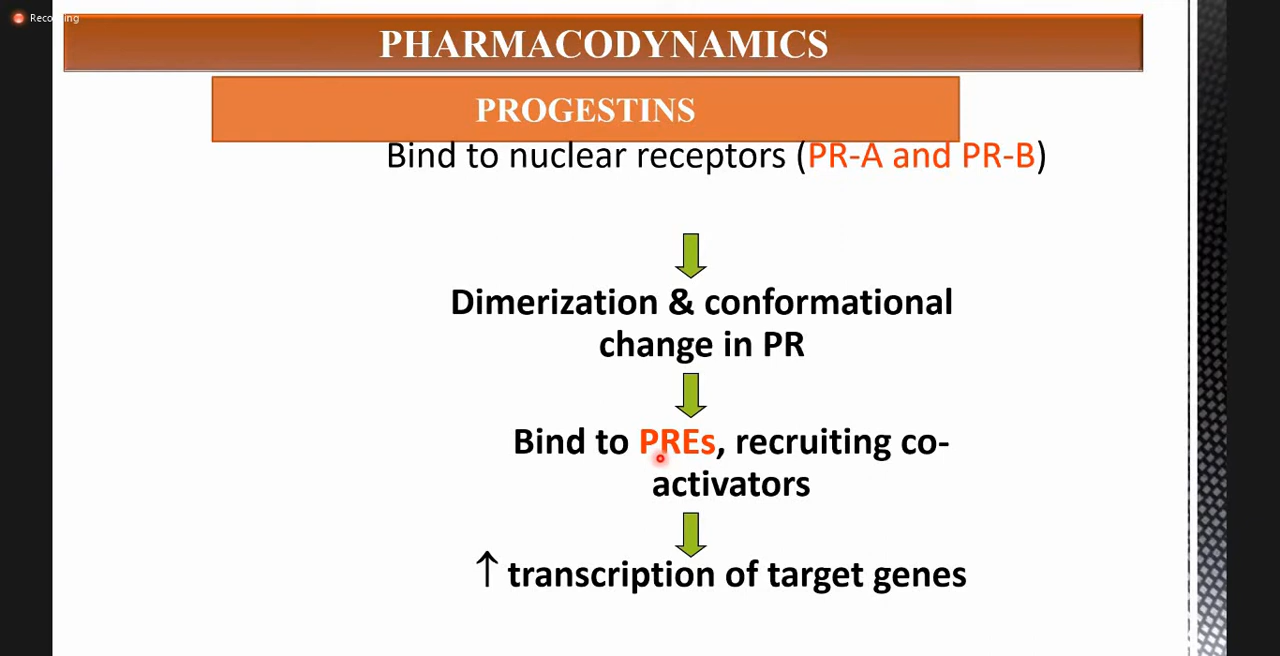 Recording
PHARMACODYNAMICS
PROGESTINS
Bind to nuclear receptors (PR-A and PR-B)
Dimerization & conformational
change in PR
Bind to PREs, recruiting co-
activators
↑ transcription of target genes